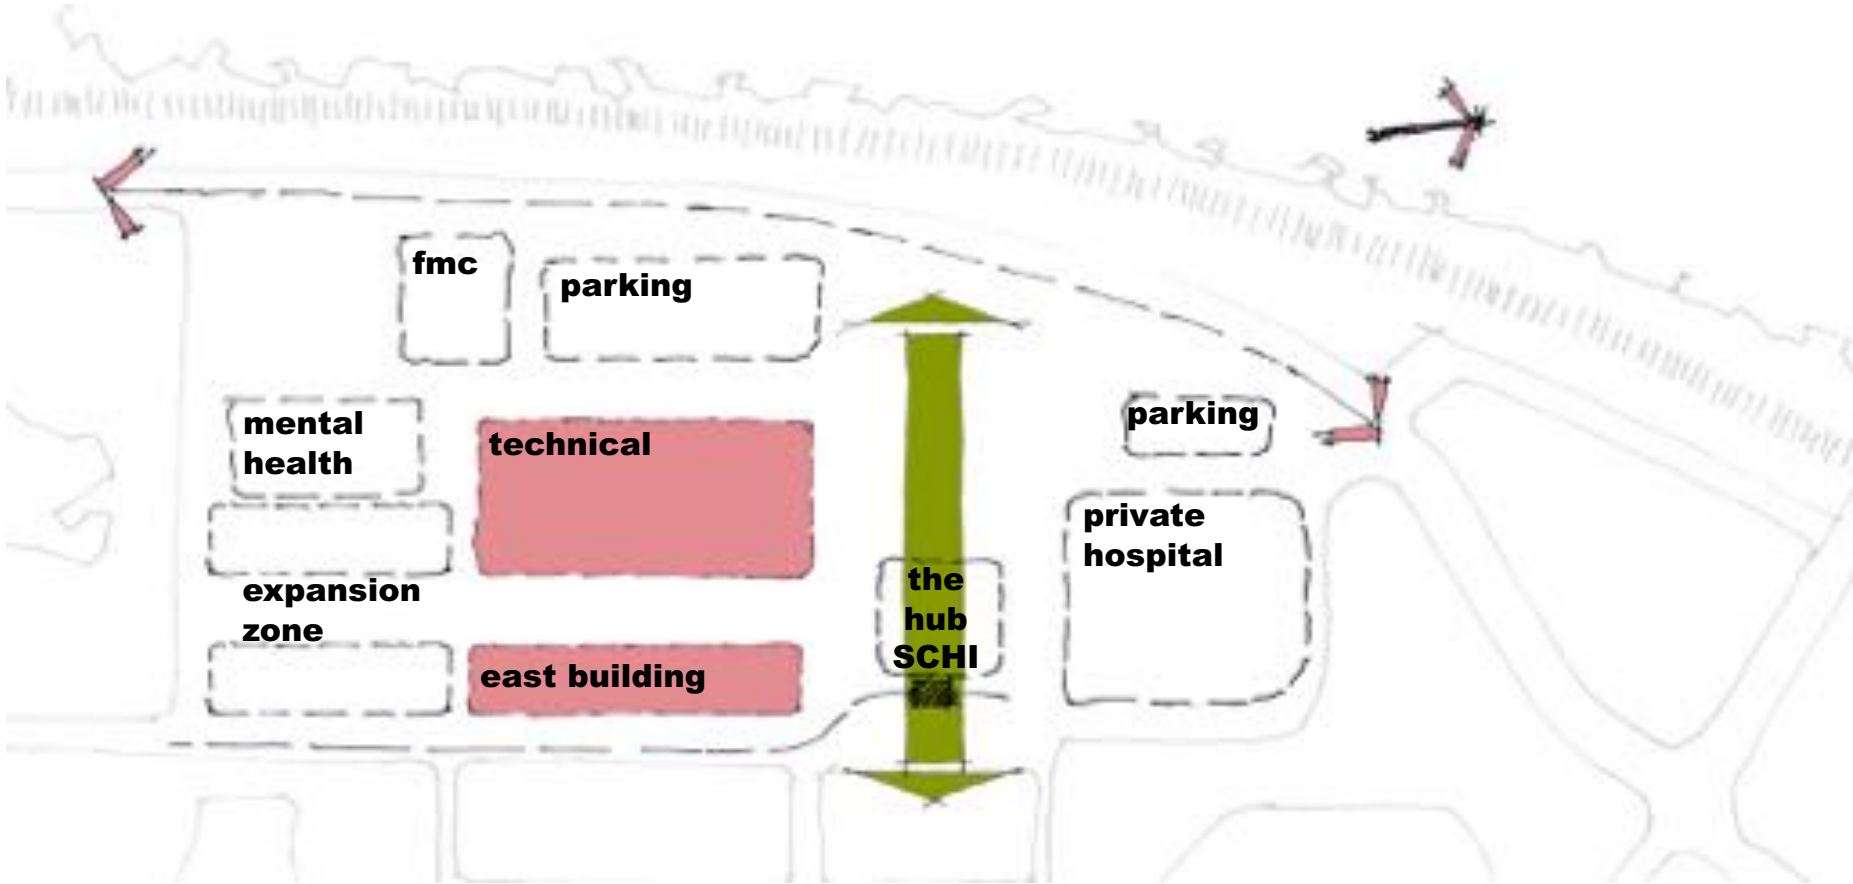 fmc
parking
mental
health
technical
parking
private
hospital
expansion
zone
the
hub
SCHI
east building